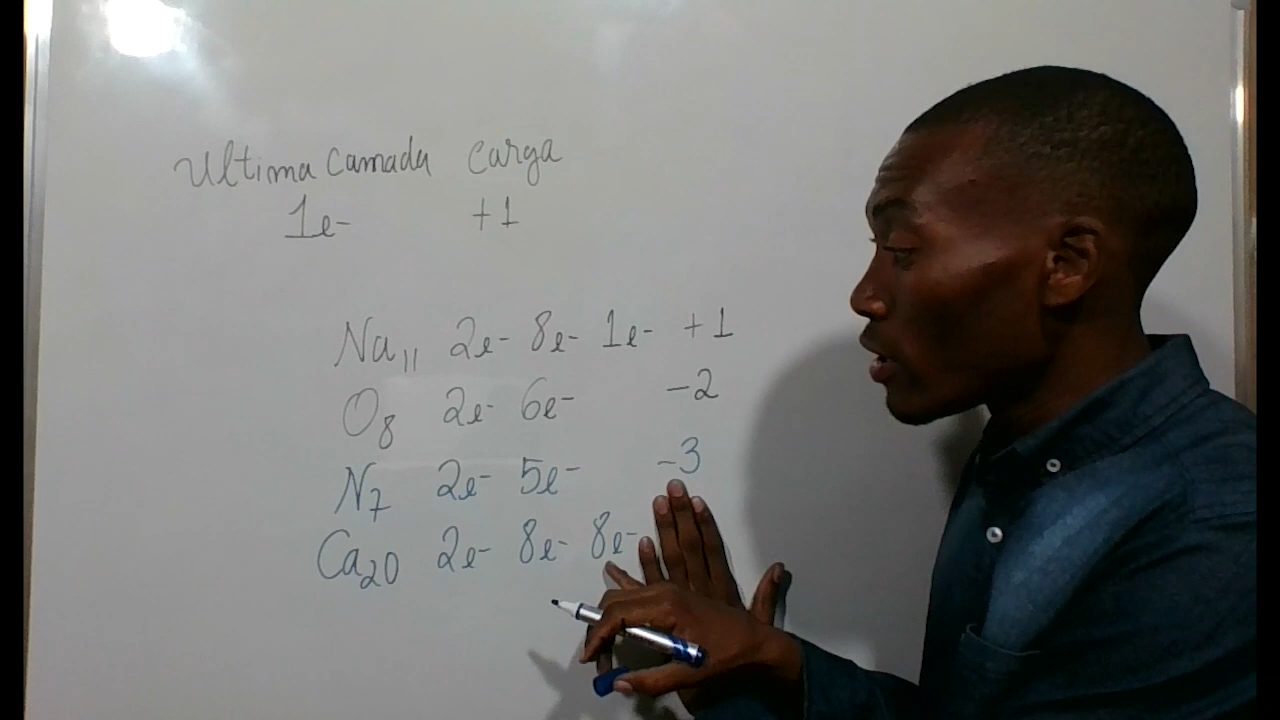 Ultima Camada Carga
1e- +1
Na11 2e- 8e- 1e- +1
O8 2e- 6e- -2
N7 2e- 5e- -3
Ca20 2e- 8e- 8e-